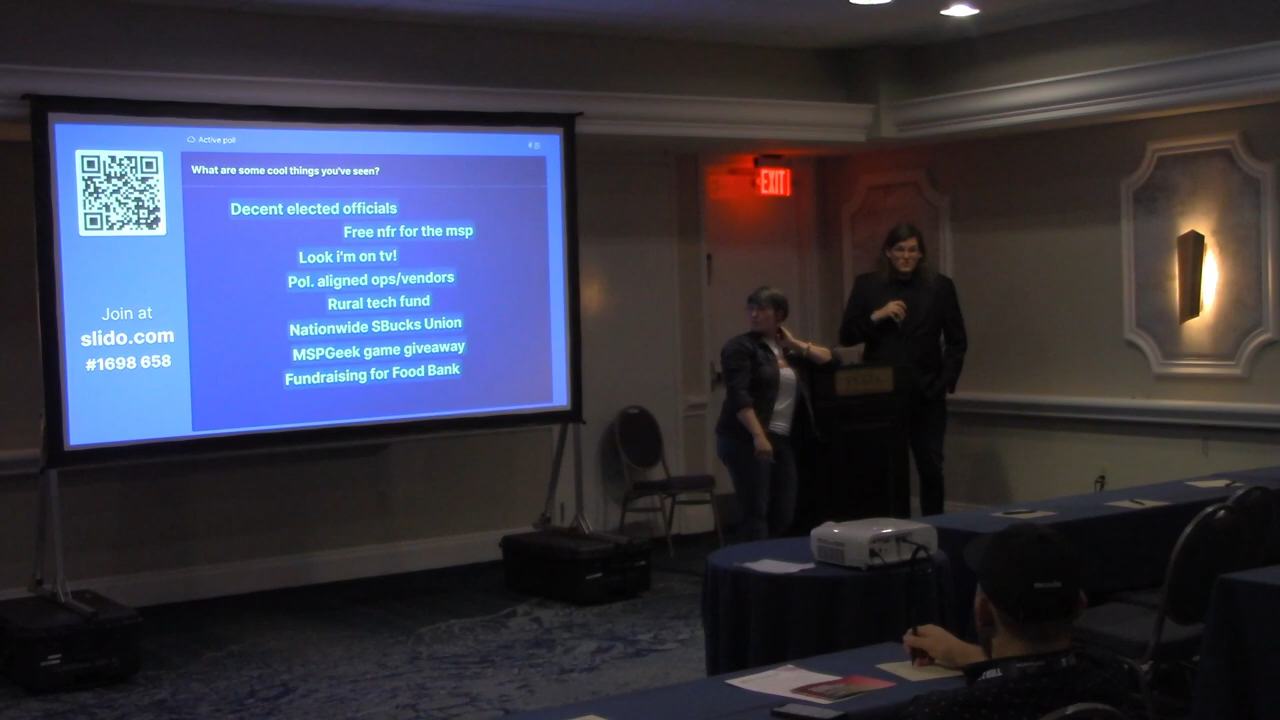 Active poll
What are some cool things you've seen?
Decent elected officials
Free nfr for the msp
Look i'm on tv!
Pol. aligned ops/vendors
Rural tech fund
Nationwide SBucks Union
MSPGeek game giveaway
Fundraising for Food Bank
Join at
slido.com
#1698 658
EXIT